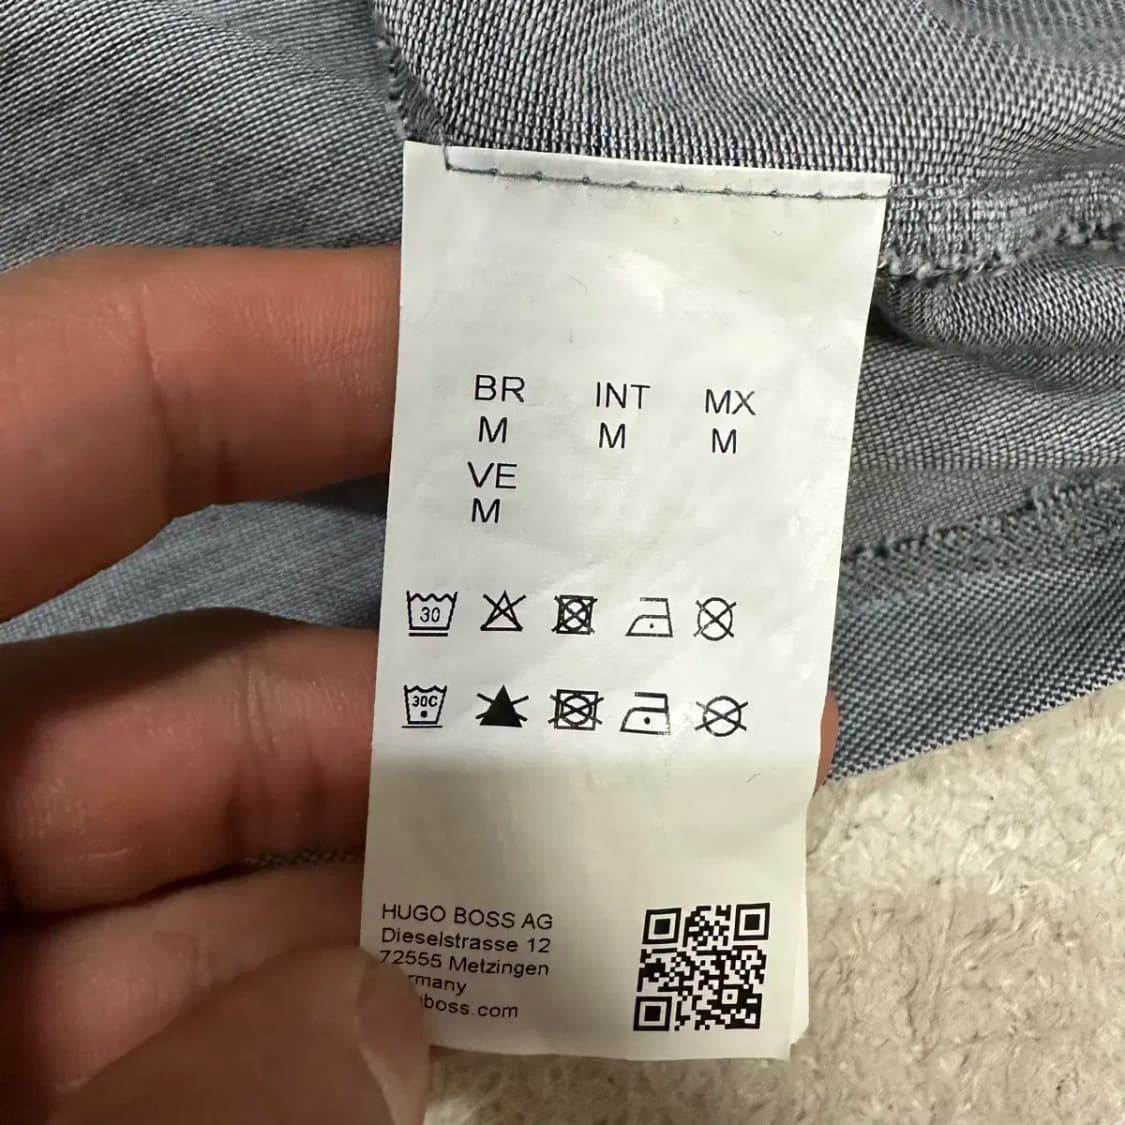 BR INT MX
M M M
VE
M
30
30C
HUGO BOSS AG
Dieselstrasse 12
72555 Metzingen
rmany
boss.com